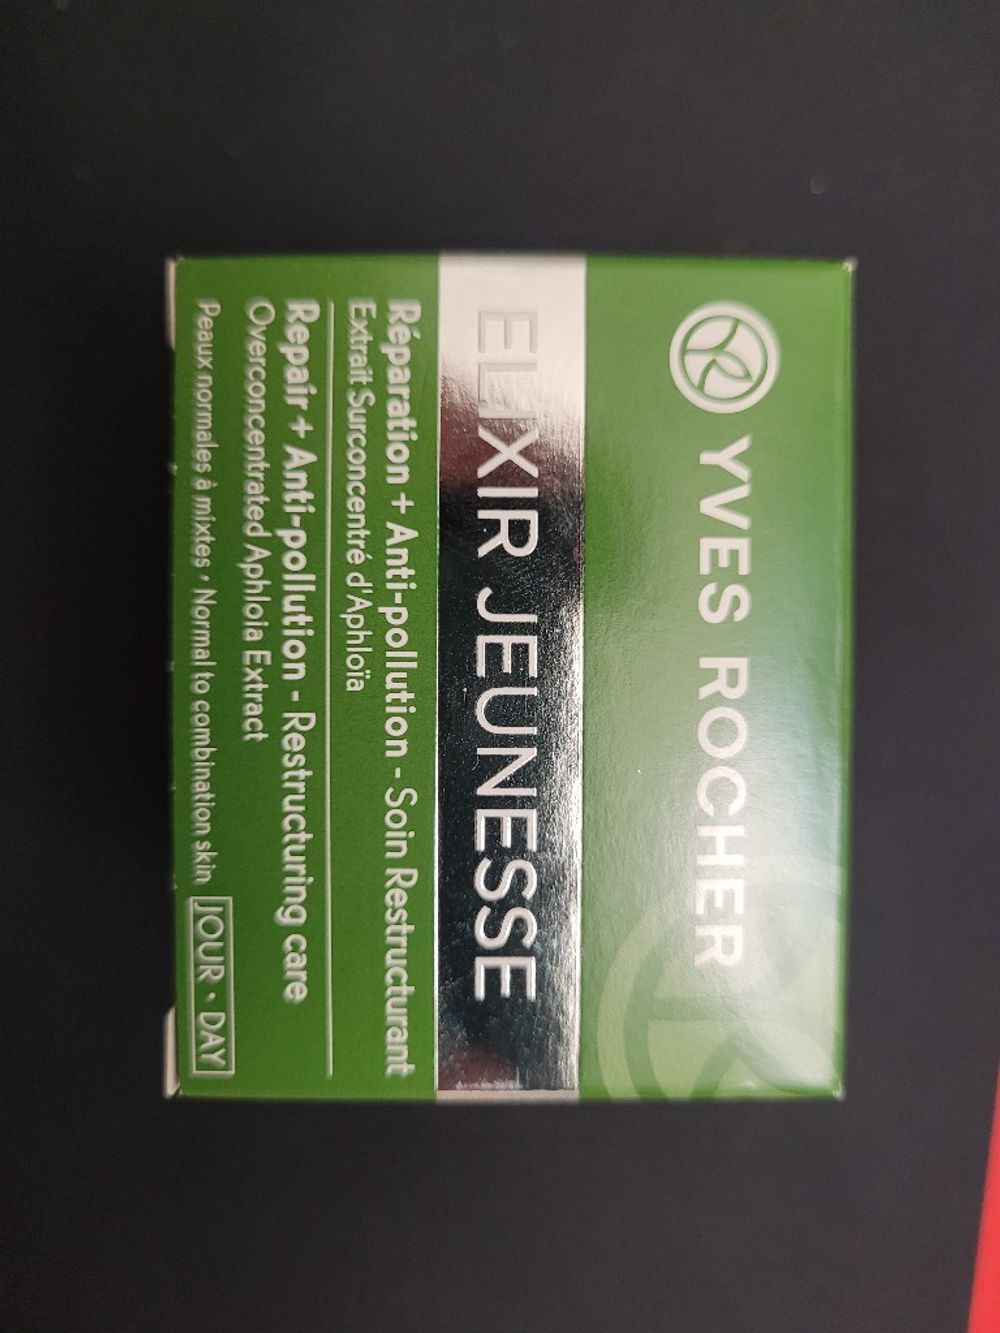 YVES ROCHER
ELIXIR JEUNESSE
Réparation + Anti-pollution - Soin Restructurant
Extrait Surconcentré d'Aphloïa
Repair + Anti-pollution - Restructuring care
Overconcentrated Aphloia Extract
Peaux normales à mixtes • Normal to combination skin JOUR • DAY